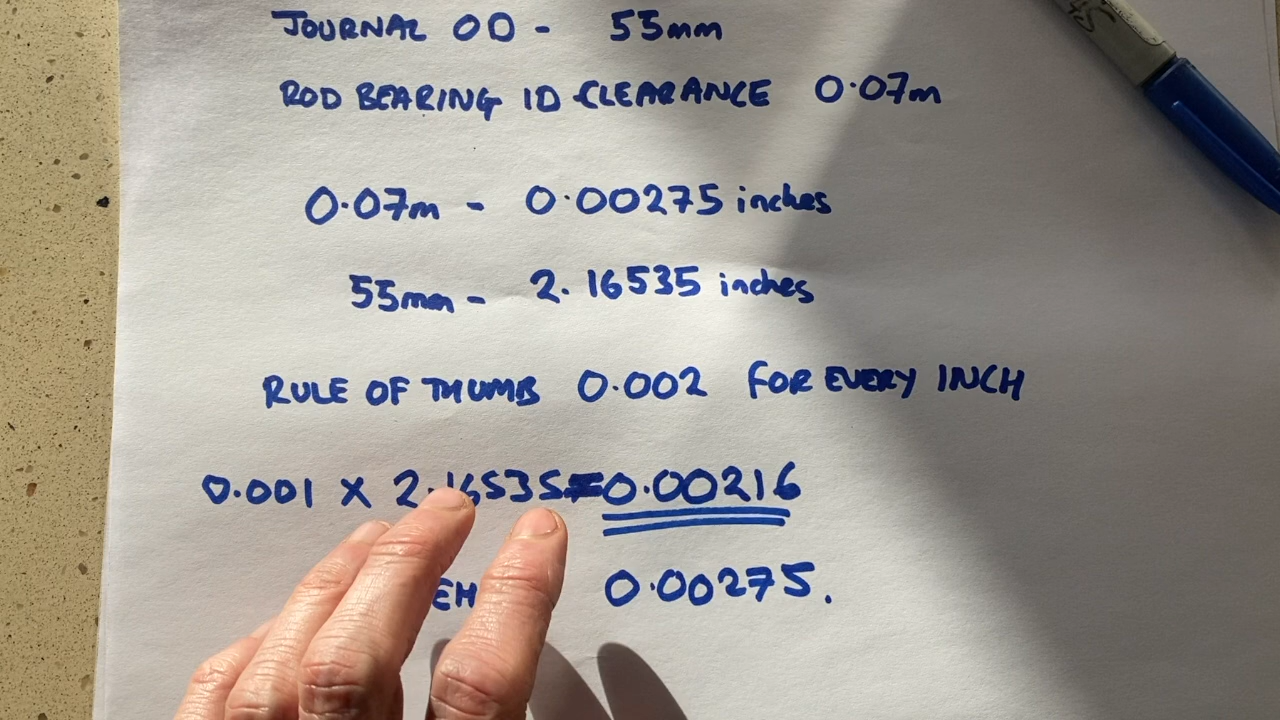 JOURNAL OD - 55mm
ROD BEARING ID CLEARANCE 0.07m
0.07m - 0.00275 inches
55mm - 2.16535 inches
RULE OF THUMB 0.002 FOR EVERY INCH
0.001 X 2.16535=0.00216
0.00275.